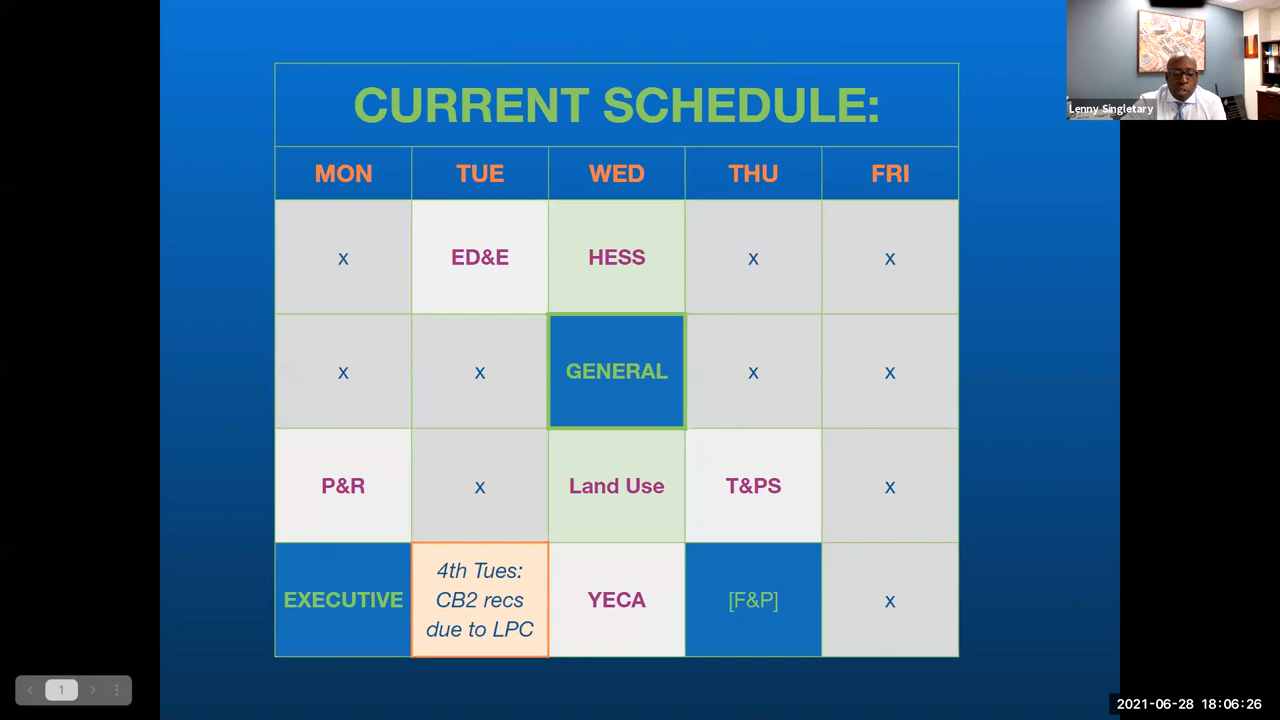 CURRENT SCHEDULE:
MON TUE WED THU FRI
x ED&E HESS x x
x x GENERAL x x
P&R x Land Use T&PS x
EXECUTIVE 4th Tues: YECA [F&P] x
CB2 recs
due to LPC
Lenny Singletary
1
2021-06-28 18:06:26